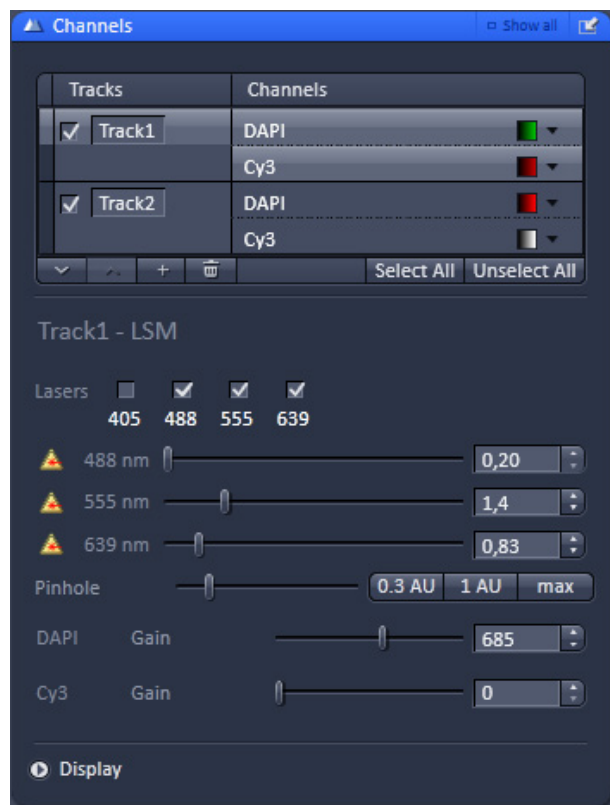 Channels Show all
Tracks Channels
Track1 DAPI
Cy3
Track2 DAPI
Cy3
+ Select All Unselect All
Track1 - LSM
Lasers
405 488 555 639
488 nm 0,20
555 nm 1,4
639 nm 0,83
Pinhole 0.3 AU 1 AU max
DAPI Gain 685
Cy3 Gain 0
Display